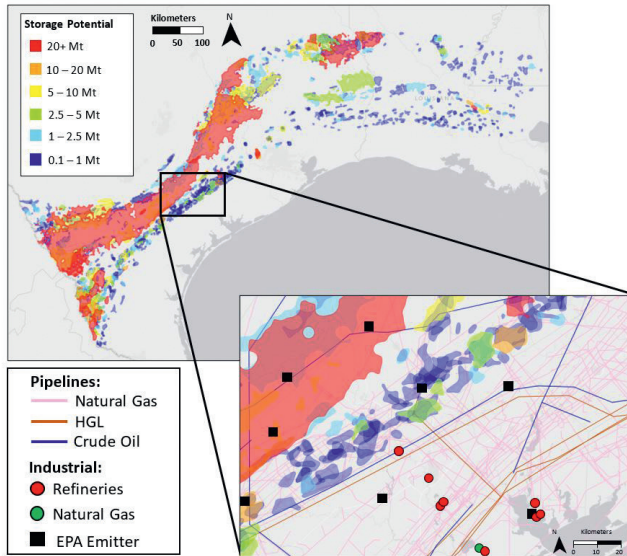 Storage Potential
20+ Mt
10 – 20 Mt
5 – 10 Mt
2.5 – 5 Mt
1 – 2.5 Mt
0.1 – 1 Mt
Kilometers
0 50 100
N
Pipelines:
Natural Gas
HGL
Crude Oil
Industrial:
Refineries
Natural Gas
EPA Emitter
N
Kilometers
0 10 20